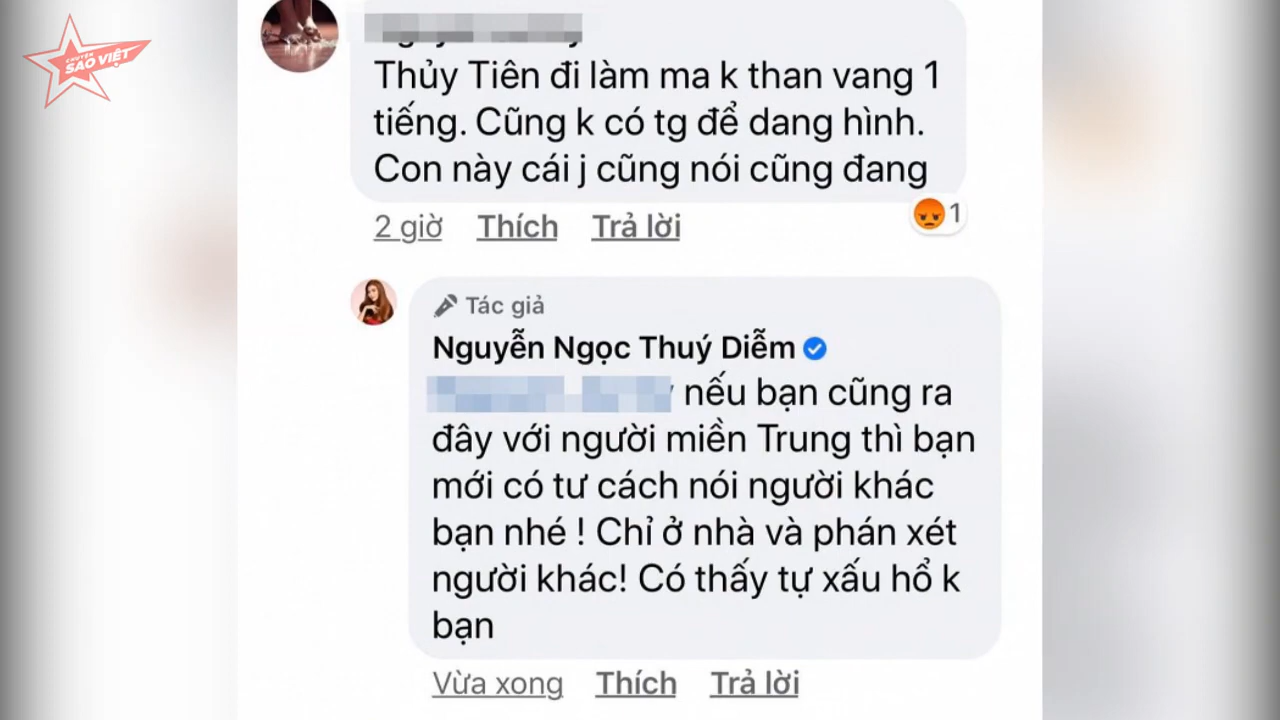 CHUYỆN
SAO VIỆT
Thủy Tiên đi làm ma k than vang 1
tiếng. Cũng k có tg để dang hình.
Con này cái j cũng nói cũng đang
2 giờ Thích Trả lời 1
Tác giả
Nguyễn Ngọc Thuý Diễm
nếu bạn cũng ra
đây với người miền Trung thì bạn
mới có tư cách nói người khác
bạn nhé ! Chỉ ở nhà và phán xét
người khác! Có thấy tự xấu hổ k
bạn
Vừa xong Thích Trả lời